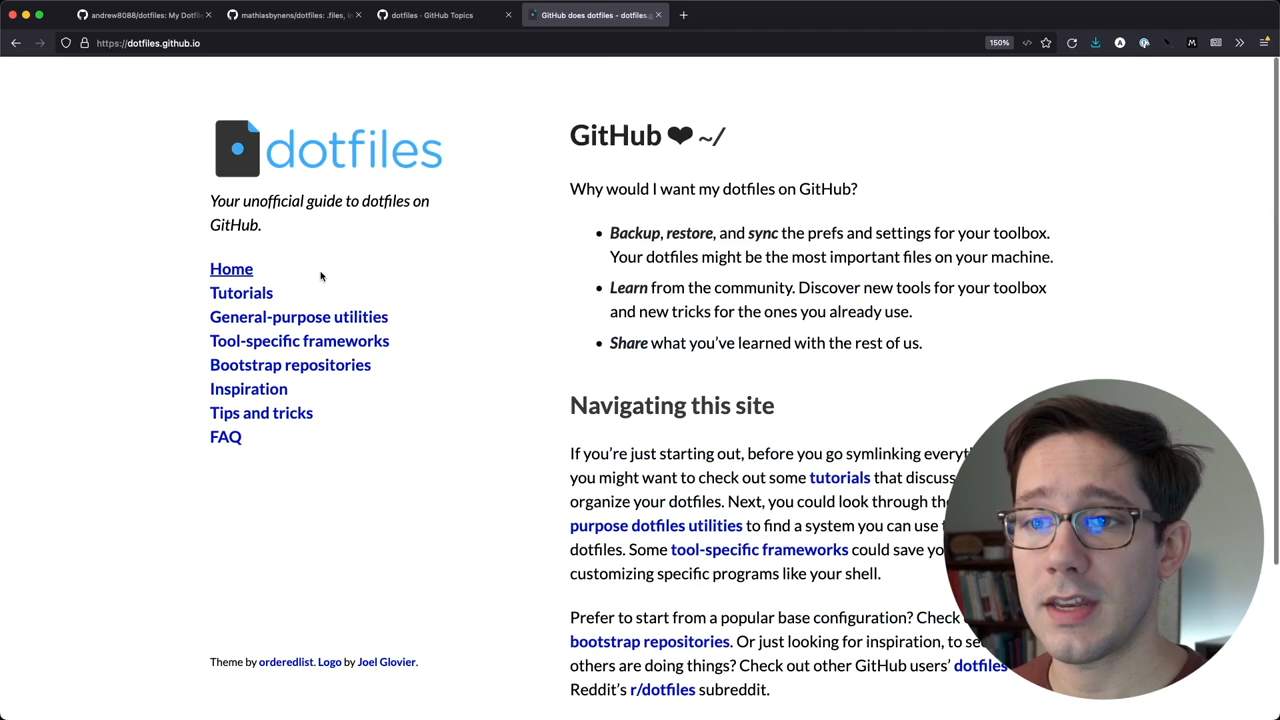 andrew8088/dotfiles: My Dotfil
mathiasbynens/dotfiles: .files, in
dotfiles · GitHub Topics
GitHub does dotfiles - dotfiles.g
https://dotfiles.github.io
150%
dotfiles
Your unofficial guide to dotfiles on
GitHub.
Home
Tutorials
General-purpose utilities
Tool-specific frameworks
Bootstrap repositories
Inspiration
Tips and tricks
FAQ
Theme by orderedlist. Logo by Joel Glovier.
GitHub ❤ ~/
Why would I want my dotfiles on GitHub?
• Backup, restore, and sync the prefs and settings for your toolbox.
Your dotfiles might be the most important files on your machine.
• Learn from the community. Discover new tools for your toolbox
and new tricks for the ones you already use.
• Share what you’ve learned with the rest of us.
Navigating this site
If you’re just starting out, before you go symlinking everyth
you might want to check out some tutorials that discuss
organize your dotfiles. Next, you could look through the
purpose dotfiles utilities to find a system you can use
dotfiles. Some tool-specific frameworks could save yo
customizing specific programs like your shell.
Prefer to start from a popular base configuration? Check
bootstrap repositories. Or just looking for inspiration, to se
others are doing things? Check out other GitHub users’ dotfiles
Reddit’s r/dotfiles subreddit.